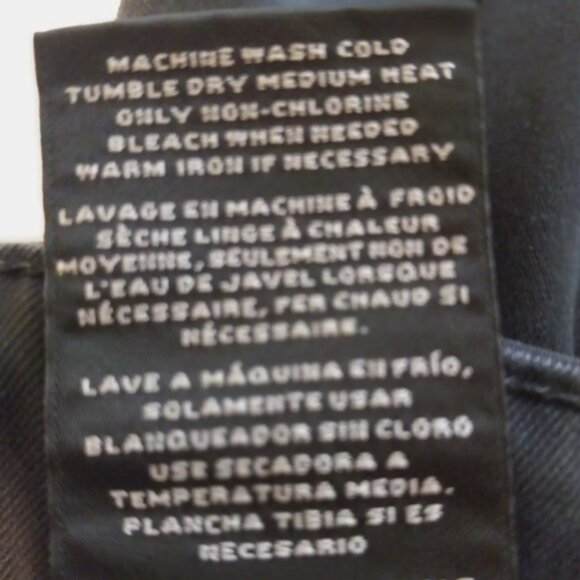 MACHINE WASH COLD
TUMBLE DRY MEDIUM HEAT
ONLY NON-CHLORINE
BLEACH WHEN NEEDED
WARM IRON IF NECESSARY
LAVAGE EN MACHINE À FROID
SÈCHE LINGE À CHALEUR
MOYENNE, SEULEMENT NON DE
L'EAU DE JAVEL LORSQUE
NÉCESSAIRE, FER CHAUD SI
NÉCESSAIRE.
LAVE A MÁQUINA EN FRÍO,
SOLAMENTE USAR
BLANQUEADOR SIN CLORO
USE SECADORA A
TEMPERATURA MEDIA.
PLANCHA TIBIA SI ES
NECESARIO